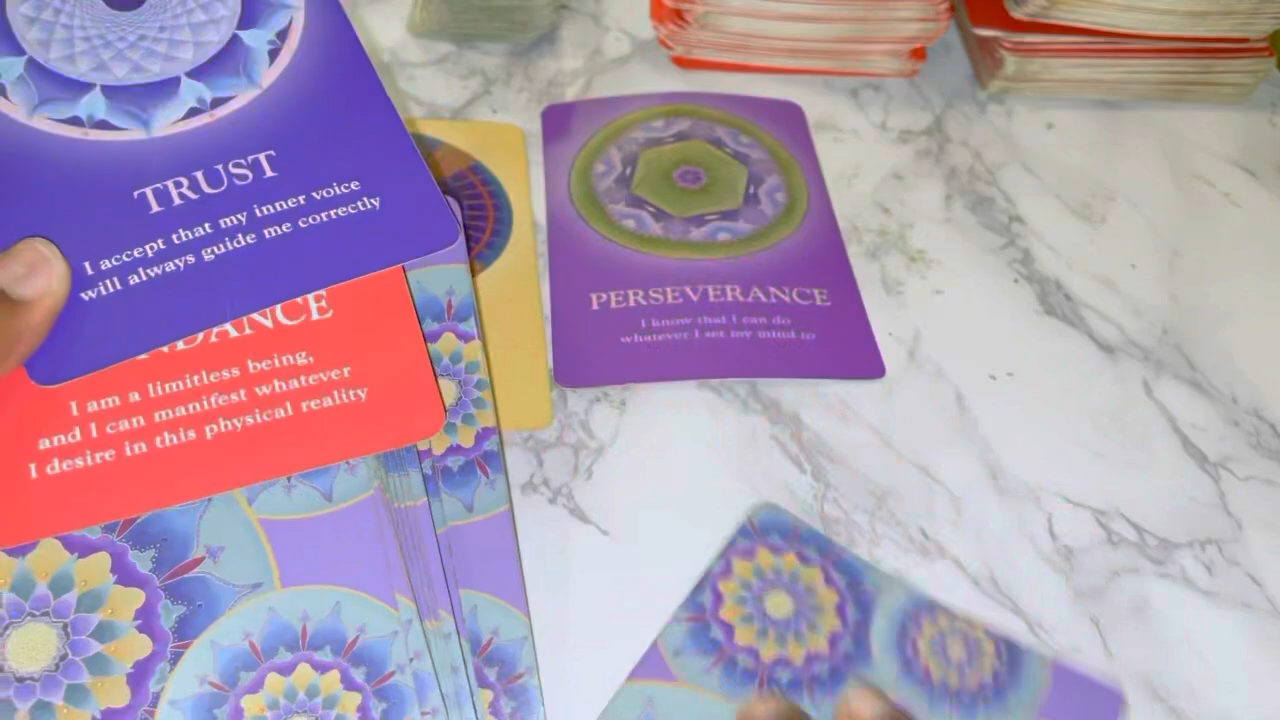 TRUST
I accept that my inner voice
will always guide me correctly
NDANCE
I am a limitless being,
and I can manifest whatever
I desire in this physical reality
PERSEVERANCE
I know that I can do
whatever I set my mind to